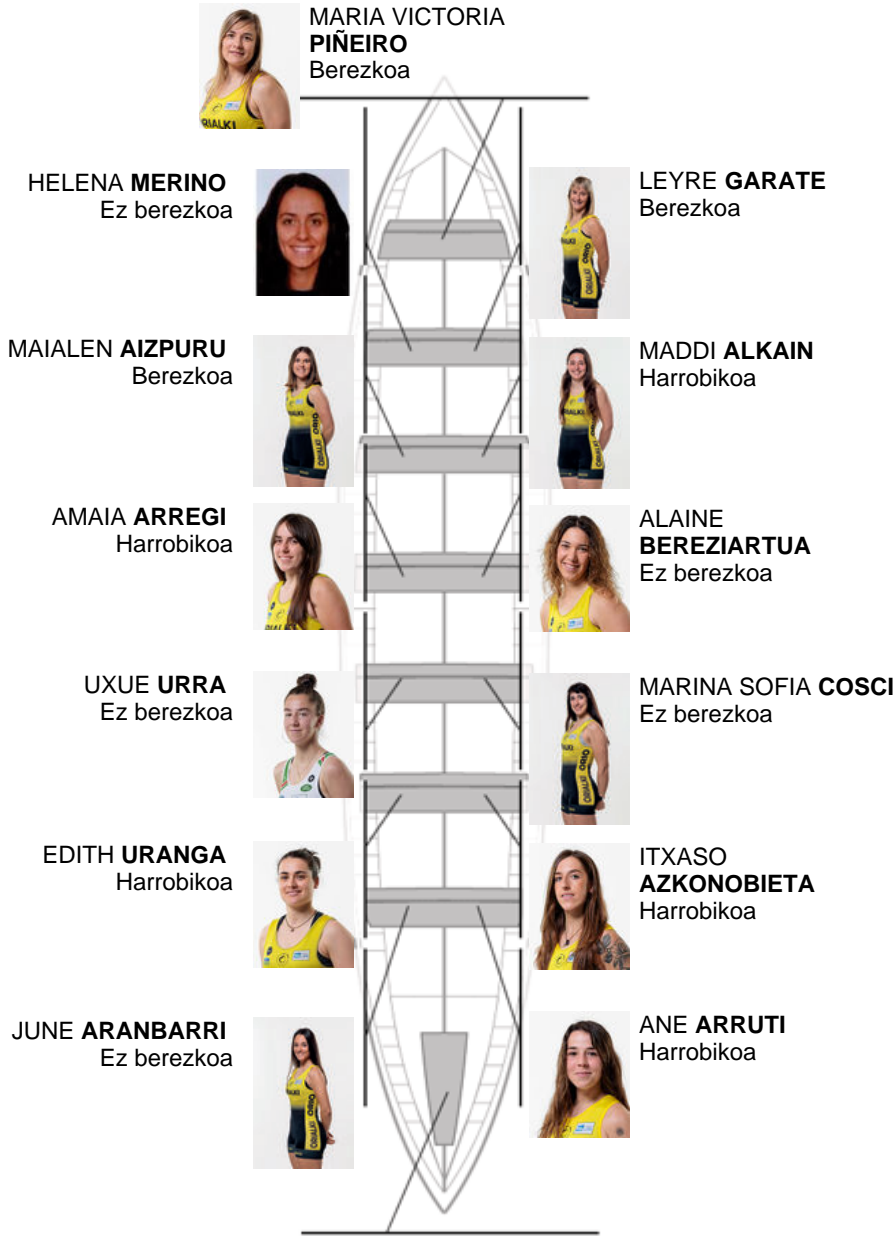 MARIA VICTORIA
PIÑEIRO
Berezkoa
HELENA MERINO
Ez berezkoa
LEYRE GARATE
Berezkoa
MAIALEN AIZPURU
Berezkoa
MADDI ALKAIN
Harrobikoa
AMAIA ARREGI
Harrobikoa
ALAINE
BEREZIARTUA
Ez berezkoa
UXUE URRA
Ez berezkoa
MARINA SOFIA COSCI
Ez berezkoa
EDITH URANGA
Harrobikoa
ITXASO
AZKONOBIETA
Harrobikoa
JUNE ARANBARRI
Ez berezkoa
ANE ARRUTI
Harrobikoa